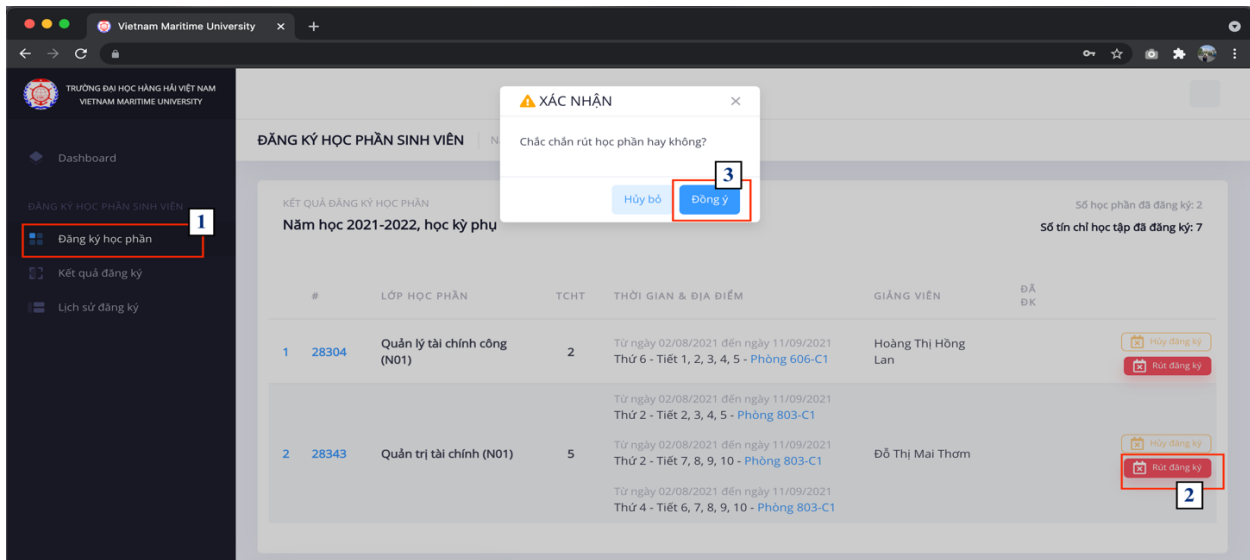 Vietnam Maritime University
TRƯỜNG ĐẠI HỌC HÀNG HẢI VIỆT NAM
VIETNAM MARITIME UNIVERSITY
Dashboard
ĐĂNG KÝ HỌC PHẦN SINH VIÊN
1
Đăng ký học phần
Kết quả đăng ký
Lịch sử đăng ký
XÁC NHẬN
Chắc chắn rút học phần hay không?
3
Hủy bỏ
Đồng ý
ĐĂNG KÝ HỌC PHẦN SINH VIÊN
KẾT QUẢ ĐĂNG KÝ HỌC PHẦN
Năm học 2021-2022, học kỳ phụ
Số học phần đã đăng ký: 2
Số tín chỉ học tập đã đăng ký: 7
# LỚP HỌC PHẦN TCHT THỜI GIAN & ĐỊA ĐIỂM GIẢNG VIÊN ĐÃ
ĐK
1 28304 Quản lý tài chính công
(N01)
2
Từ ngày 02/08/2021 đến ngày 11/09/2021
Thứ 6 - Tiết 1, 2, 3, 4, 5 - Phòng 606-C1
Hoàng Thị Hồng
Lan
Hủy đăng ký
Rút đăng ký
2 28343 Quản trị tài chính (N01) 5
Từ ngày 02/08/2021 đến ngày 11/09/2021
Thứ 2 - Tiết 2, 3, 4, 5 - Phòng 803-C1
Từ ngày 02/08/2021 đến ngày 11/09/2021
Thứ 2 - Tiết 7, 8, 9, 10 - Phòng 803-C1
Từ ngày 02/08/2021 đến ngày 11/09/2021
Thứ 4 - Tiết 6, 7, 8, 9, 10 - Phòng 803-C1
Đỗ Thị Mai Thơm
Hủy đăng ký
Rút đăng ký
2